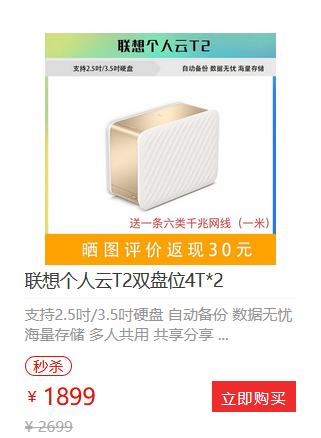 联想个人云T2
支持2.5吋/3.5吋硬盘
自动备份 数据无忧 海量存储
送一条六类千兆网线（一米）
晒图评价返现30元
联想个人云T2双盘位4T*2
支持2.5吋/3.5吋硬盘 自动备份 数据无忧
海量存储 多人共用 共享分享 ...
秒杀
¥ 1899
立即购买
¥ 2699